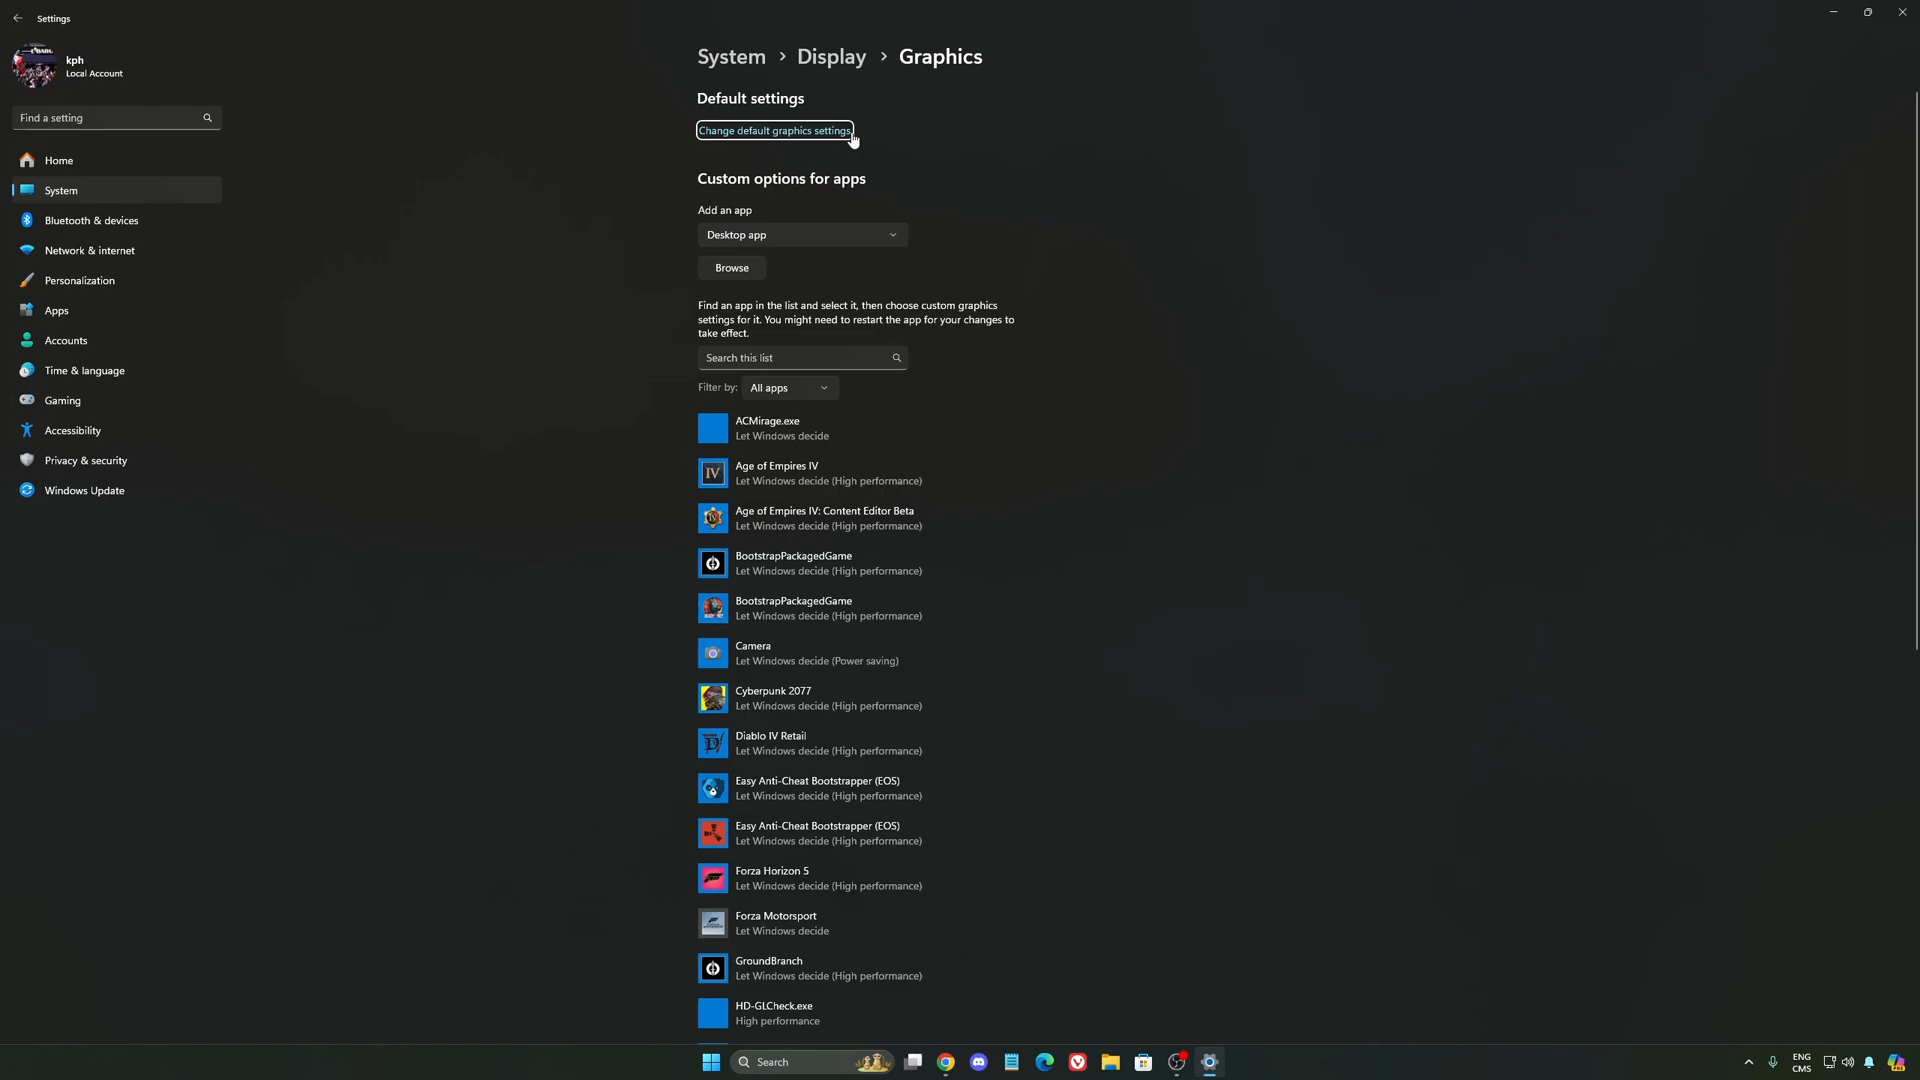 Settings
kph
Local Account
Find a setting
Home
System
Bluetooth & devices
Network & internet
Personalization
Apps
Accounts
Time & language
Gaming
Accessibility
Privacy & security
Windows Update
System > Display > Graphics
Default settings
Change default graphics settings
Custom options for apps
Add an app
Desktop app
Browse
Find an app in the list and select it, then choose custom graphics
settings for it. You might need to restart the app for your changes to
take effect.
Search this list
Filter by: All apps
ACMirage.exe
Let Windows decide
IV
Age of Empires IV
Let Windows decide (High performance)
Age of Empires IV: Content Editor Beta
Let Windows decide (High performance)
BootstrapPackagedGame
Let Windows decide (High performance)
BootstrapPackagedGame
Let Windows decide (High performance)
Camera
Let Windows decide (Power saving)
Cyberpunk 2077
Let Windows decide (High performance)
Diablo IV Retail
Let Windows decide (High performance)
Easy Anti-Cheat Bootstrapper (EOS)
Let Windows decide (High performance)
Easy Anti-Cheat Bootstrapper (EOS)
Let Windows decide (High performance)
Forza Horizon 5
Let Windows decide (High performance)
Forza Motorsport
Let Windows decide
GroundBranch
Let Windows decide (High performance)
HD-GLCheck.exe
High performance
Search
ENG
CMS